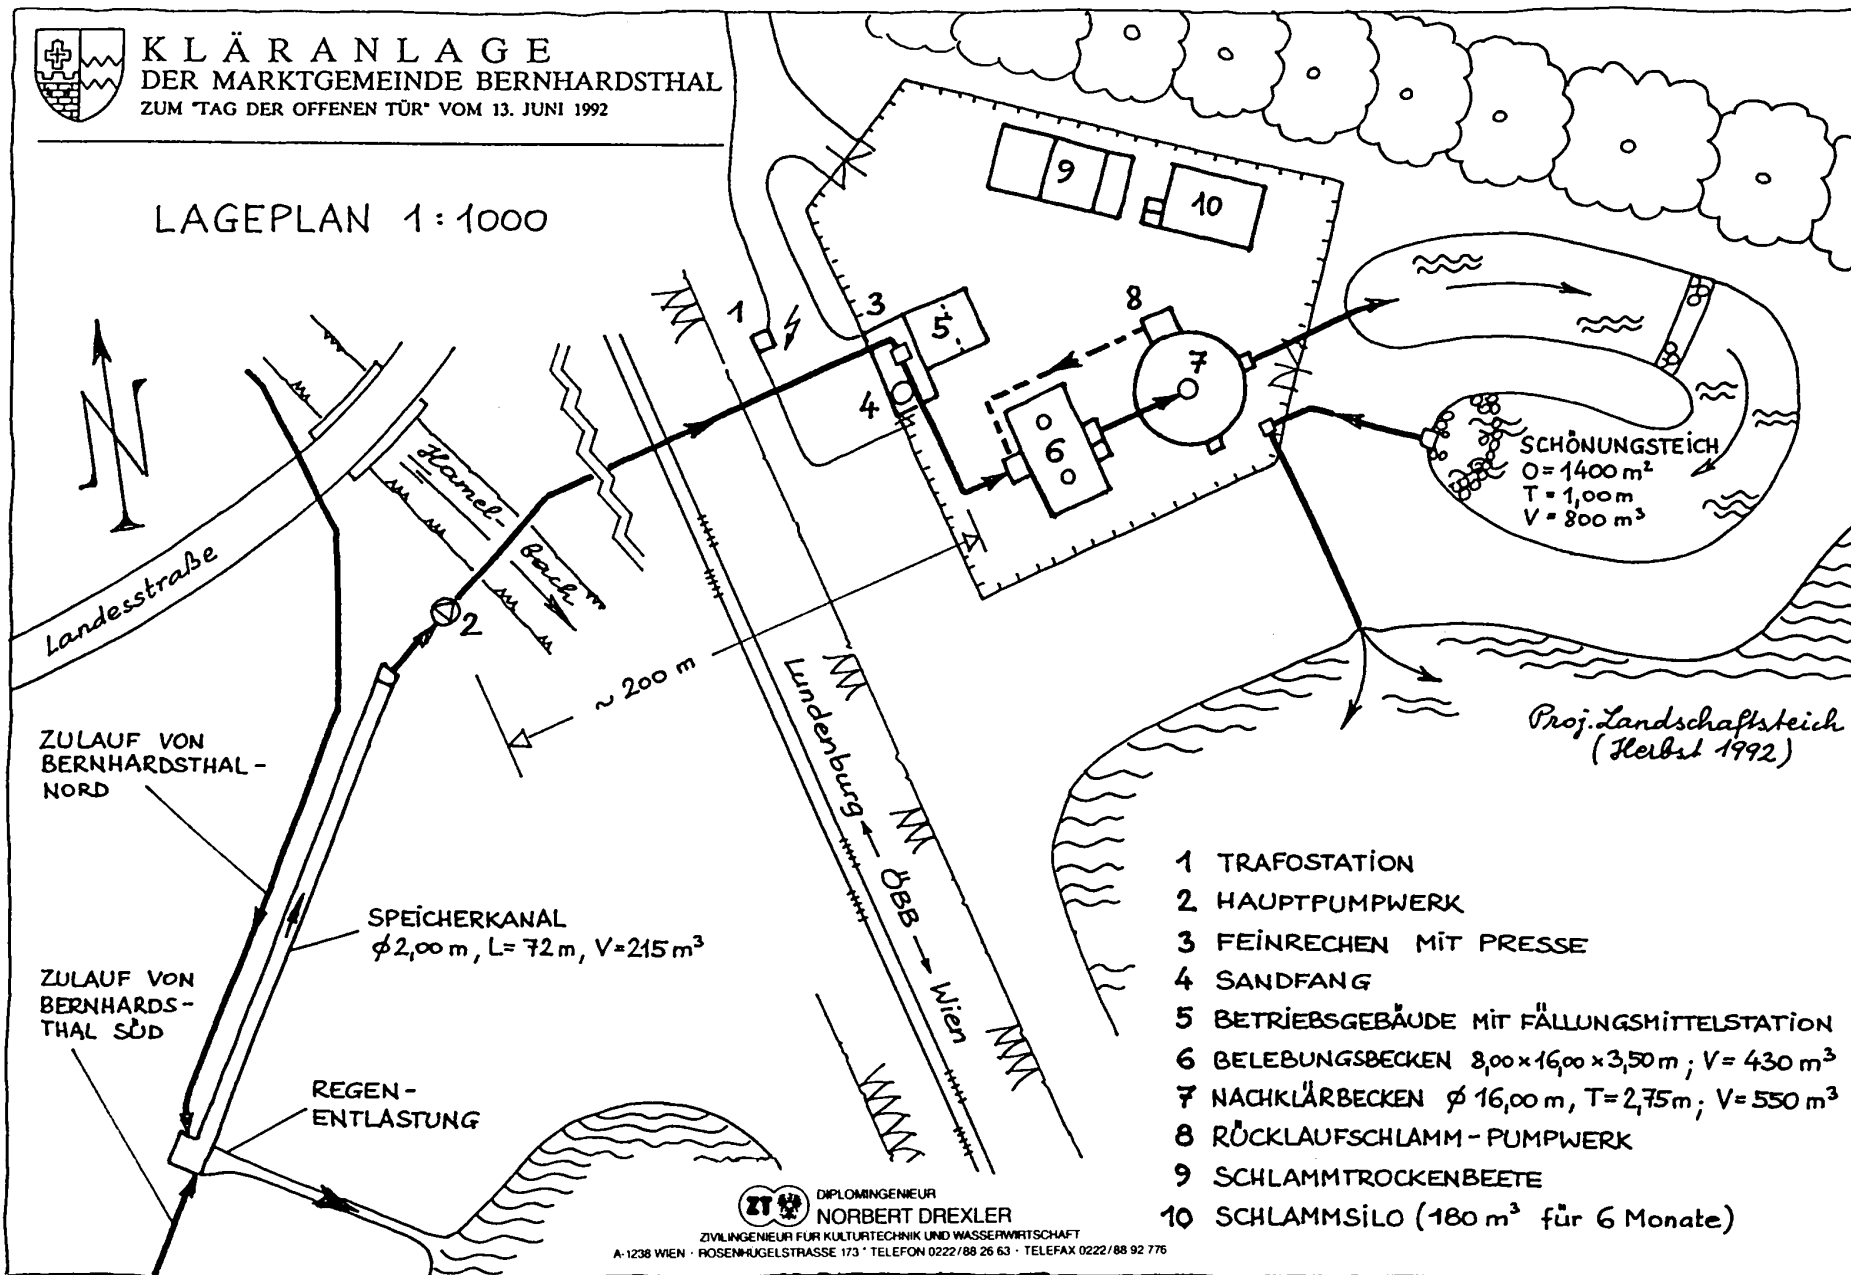 KLÄRANLAGE
DER MARKTGEMEINDE BERNHARDSTHAL
ZUM "TAG DER OFFENEN TÜR" VOM 13. JUNI 1992
LAGEPLAN 1:1000
N
Landesstraße
Hamel-
bach
1
2
3
4
5
6
7
8
9
10
SCHÖNUNGSTEICH
O=1400 m²
T=1,00 m
V=800 m³
~ 200 m
Lundenburg ← ÖBB → Wien
Proj. Landschaftsteich
(Herbst 1992)
ZULAUF VON
BERNHARDSTHAL-
NORD
SPEICHERKANAL
ø2,00 m, L=72 m, V=215 m³
ZULAUF VON
BERNHARDS-
THAL SÜD
REGEN-
ENTLASTUNG
1 TRAFOSTATION
2 HAUPTPUMPWERK
3 FEINRECHEN MIT PRESSE
4 SANDFANG
5 BETRIEBSGEBÄUDE MIT FÄLLUNGSMITTELSTATION
6 BELEBUNGSBECKEN 8,00×16,00×3,50 m; V=430 m³
7 NACHKLÄRBECKEN ø 16,00 m, T=2,75 m; V=550 m³
8 RÜCKLAUFSCHLAMM-PUMPWERK
9 SCHLAMMTROCKENBEETE
10 SCHLAMMSILO (180 m³ für 6 Monate)
ZT
DIPLOMINGENIEUR
NORBERT DREXLER
ZIVILINGENIEUR FÜR KULTURTECHNIK UND WASSERWIRTSCHAFT
A-1238 WIEN · ROSENHÜGELSTRASSE 173 · TELEFON 0222/88 26 63 · TELEFAX 0222/88 92 776